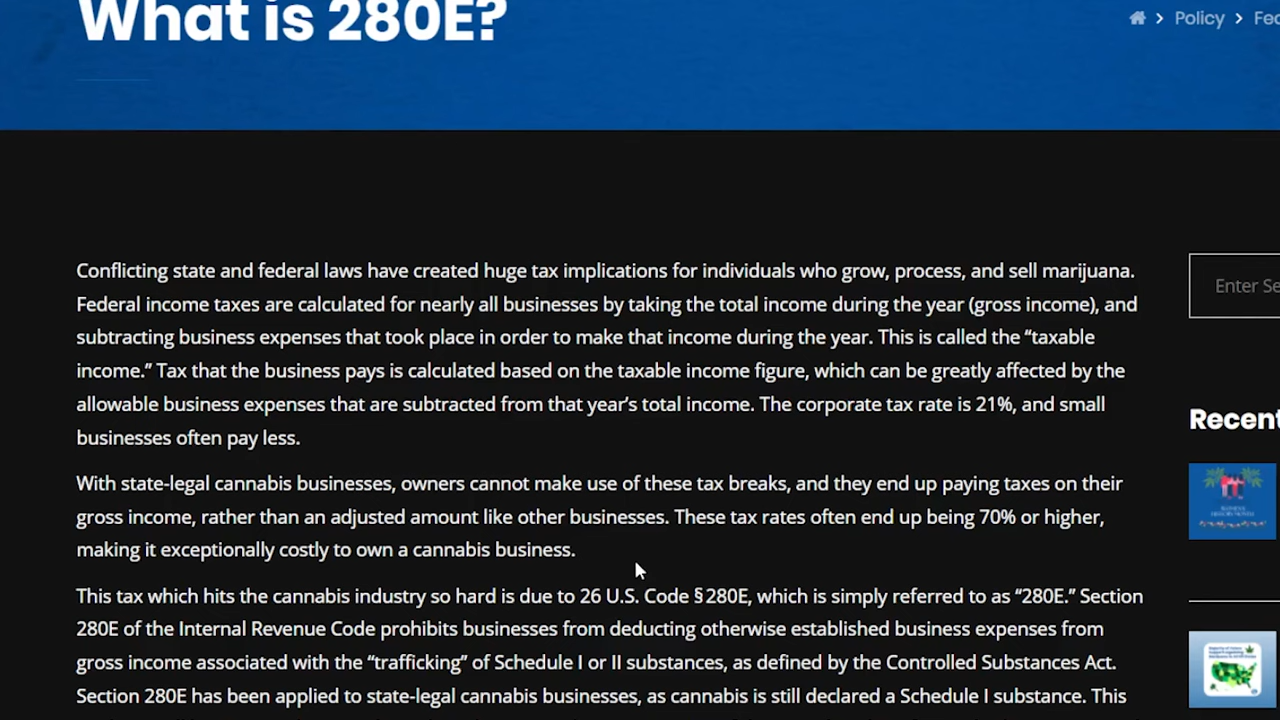 What is 280E?
Policy
Conflicting state and federal laws have created huge tax implications for individuals who grow, process, and sell marijuana.
Federal income taxes are calculated for nearly all businesses by taking the total income during the year (gross income), and
subtracting business expenses that took place in order to make that income during the year. This is called the “taxable
income.” Tax that the business pays is calculated based on the taxable income figure, which can be greatly affected by the
allowable business expenses that are subtracted from that year’s total income. The corporate tax rate is 21%, and small
businesses often pay less.
With state-legal cannabis businesses, owners cannot make use of these tax breaks, and they end up paying taxes on their
gross income, rather than an adjusted amount like other businesses. These tax rates often end up being 70% or higher,
making it exceptionally costly to own a cannabis business.
This tax which hits the cannabis industry so hard is due to 26 U.S. Code §280E, which is simply referred to as “280E.” Section
280E of the Internal Revenue Code prohibits businesses from deducting otherwise established business expenses from
gross income associated with the “trafficking” of Schedule I or II substances, as defined by the Controlled Substances Act.
Section 280E has been applied to state-legal cannabis businesses, as cannabis is still declared a Schedule I substance. This
Enter Se
Recent